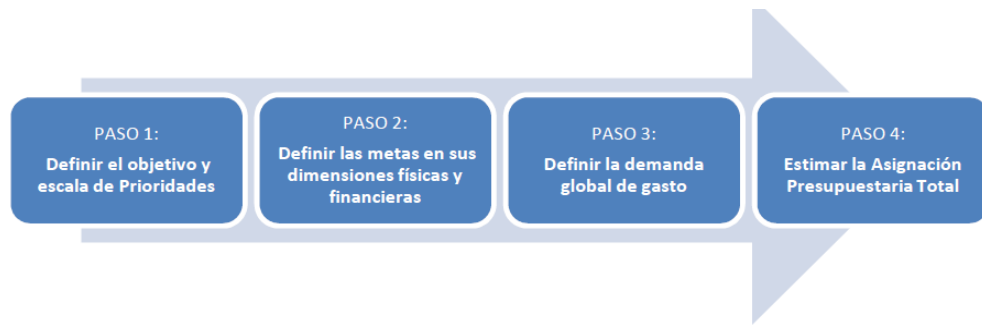 PASO 1:
Definir el objetivo y
escala de Prioridades
PASO 2:
Definir las metas en sus
dimensiones físicas y
financieras
PASO 3:
Definir la demanda
global de gasto
PASO 4:
Estimar la Asignación
Presupuestaria Total